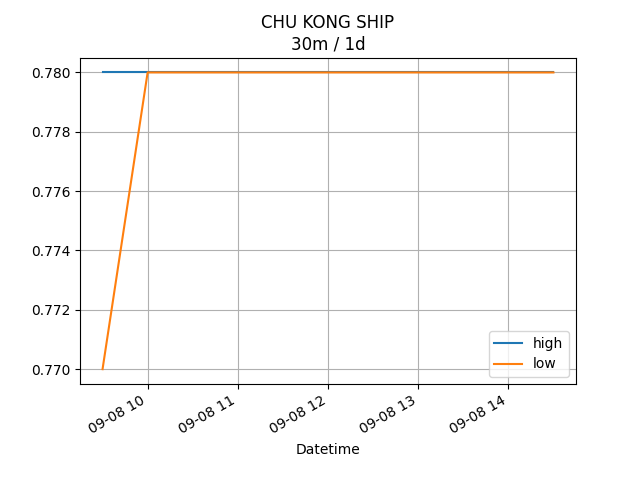 CHU KONG SHIP
30m / 1d
0.780
0.778
0.776
0.774
0.772
0.770
high
low
09-08 10
09-08 11
09-08 12
09-08 13
09-08 14
Datetime